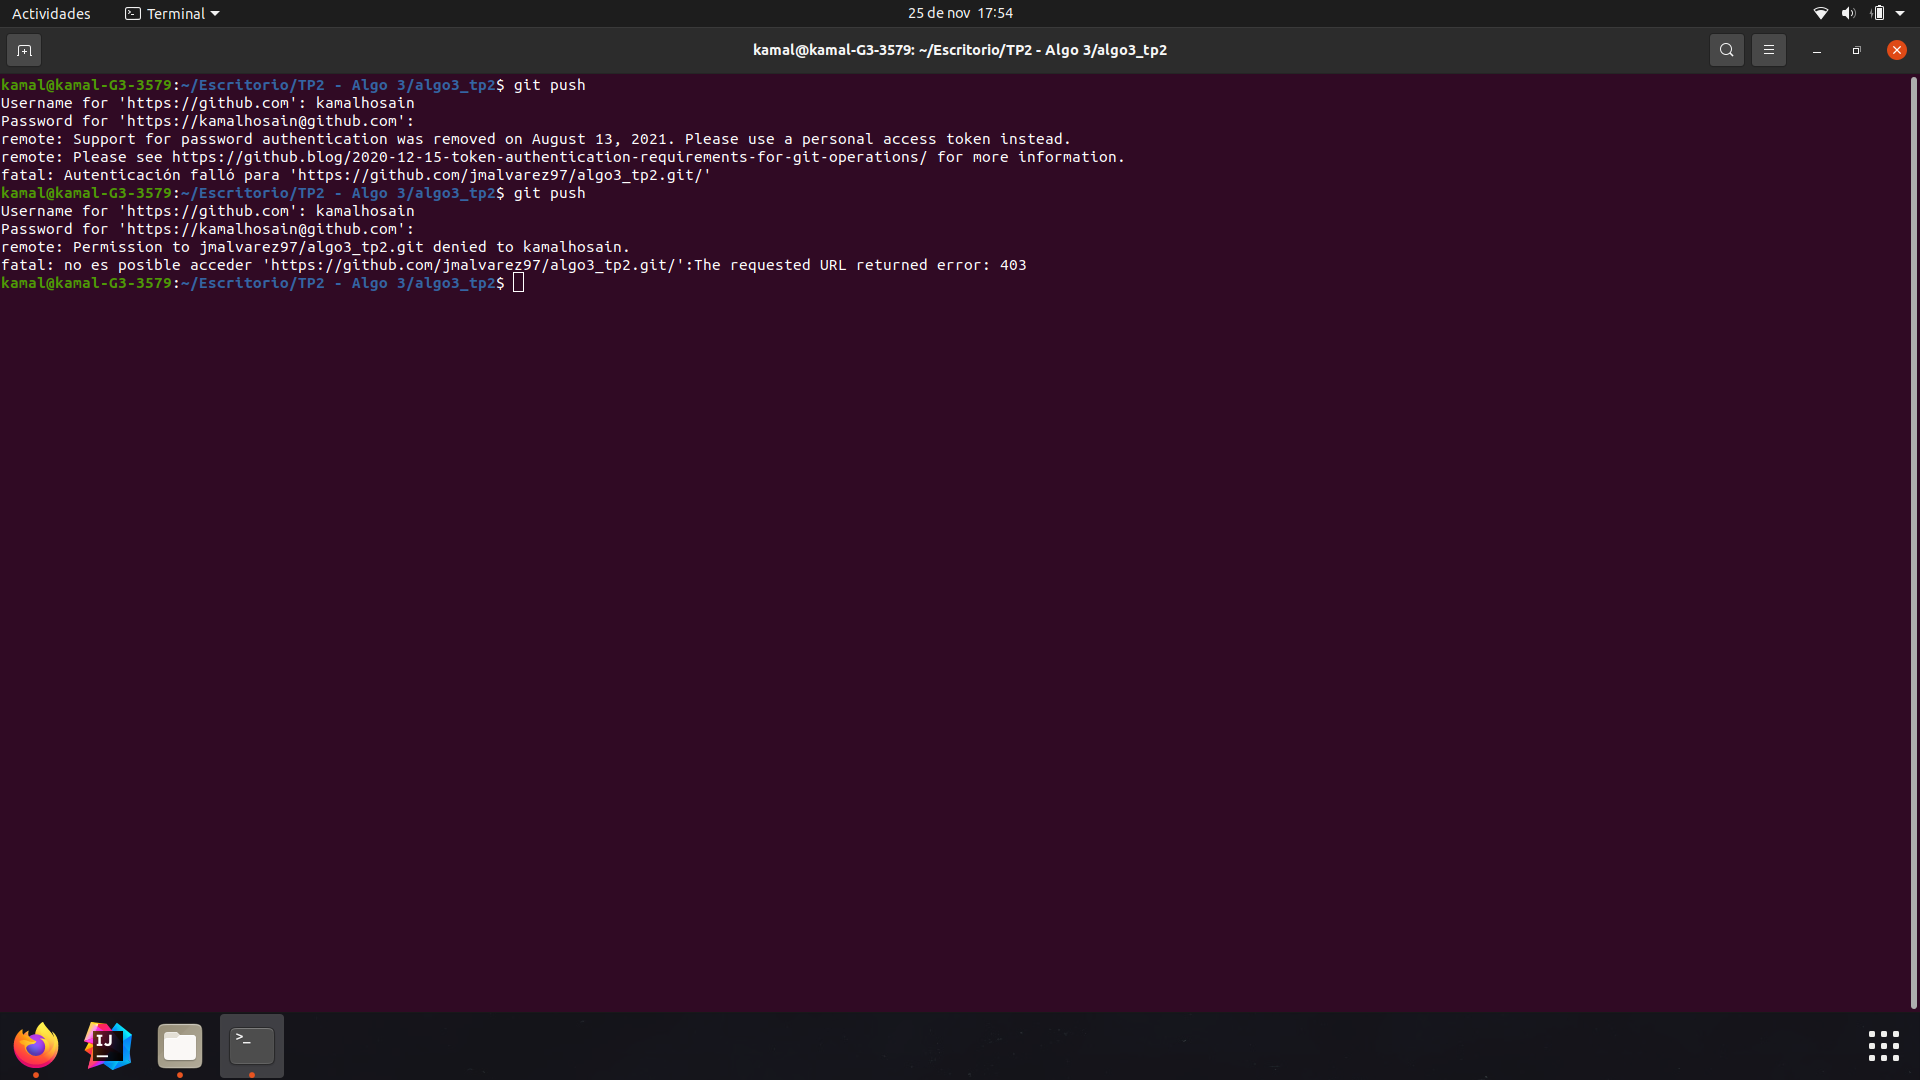 Actividades
Terminal
25 de nov 17:54
kamal@kamal-G3-3579: ~/Escritorio/TP2 - Algo 3/algo3_tp2
kamal@kamal-G3-3579:~/Escritorio/TP2 - Algo 3/algo3_tp2$ git push
Username for 'https://github.com': kamalhosain
Password for 'https://kamalhosain@github.com':
remote: Support for password authentication was removed on August 13, 2021. Please use a personal access token instead.
remote: Please see https://github.blog/2020-12-15-token-authentication-requirements-for-git-operations/ for more information.
fatal: Autenticación falló para 'https://github.com/jmalvarez97/algo3_tp2.git/'
kamal@kamal-G3-3579:~/Escritorio/TP2 - Algo 3/algo3_tp2$ git push
Username for 'https://github.com': kamalhosain
Password for 'https://kamalhosain@github.com':
remote: Permission to jmalvarez97/algo3_tp2.git denied to kamalhosain.
fatal: no es posible acceder 'https://github.com/jmalvarez97/algo3_tp2.git/':The requested URL returned error: 403
kamal@kamal-G3-3579:~/Escritorio/TP2 - Algo 3/algo3_tp2$
IJ
>_